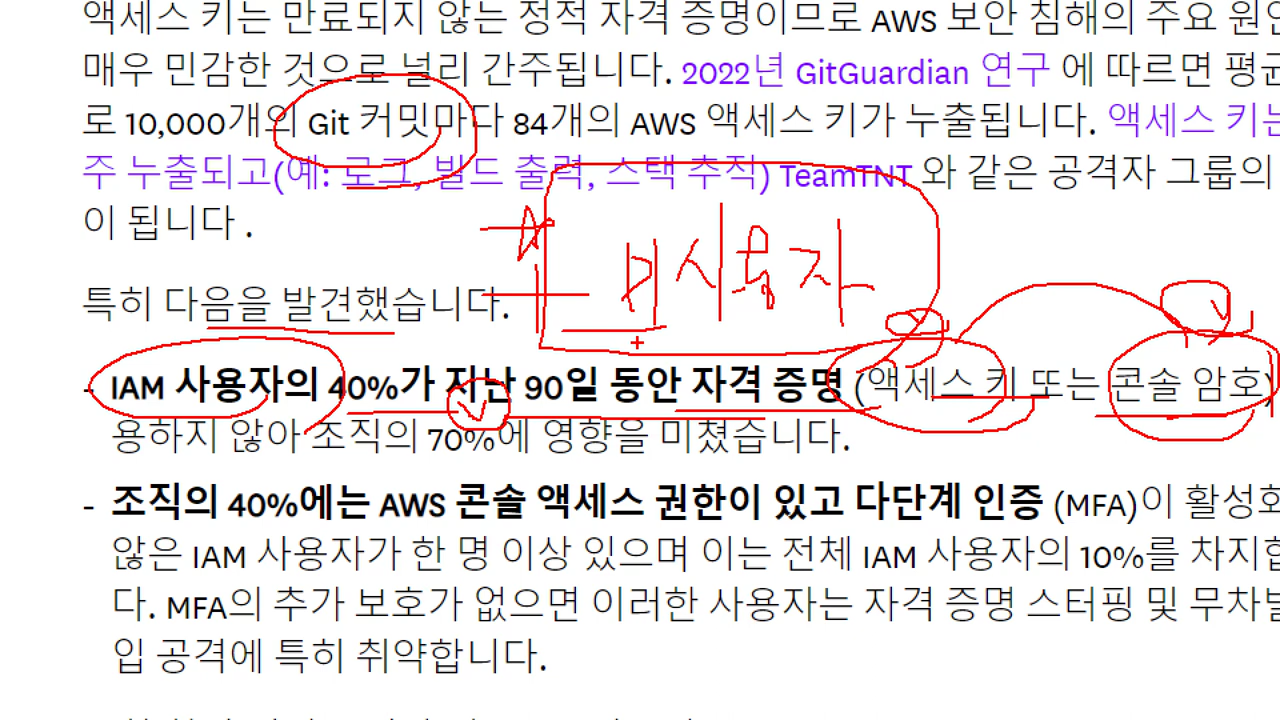 액세스 키는 만료되지 않는 정적 자격 증명이므로 AWS 보안 침해의 주요 원인
매우 민감한 것으로 널리 간주됩니다. 2022년 GitGuardian 연구 에 따르면 평균
로 10,000개의 Git 커밋마다 84개의 AWS 액세스 키가 누출됩니다. 액세스 키는
주 누출되고(예: 로그, 빌드 출력, 스택 추적) TeamTNT 와 같은 공격자 그룹의
이 됩니다 .
미사용자
특히 다음을 발견했습니다.
- IAM 사용자의 40%가 지난 90일 동안 자격 증명 (액세스 키 또는 콘솔 암호)
용하지 않아 조직의 70%에 영향을 미쳤습니다.
- 조직의 40%에는 AWS 콘솔 액세스 권한이 있고 다단계 인증 (MFA)이 활성화
않은 IAM 사용자가 한 명 이상 있으며 이는 전체 IAM 사용자의 10%를 차지합
다. MFA의 추가 보호가 없으면 이러한 사용자는 자격 증명 스터핑 및 무차별
입 공격에 특히 취약합니다.